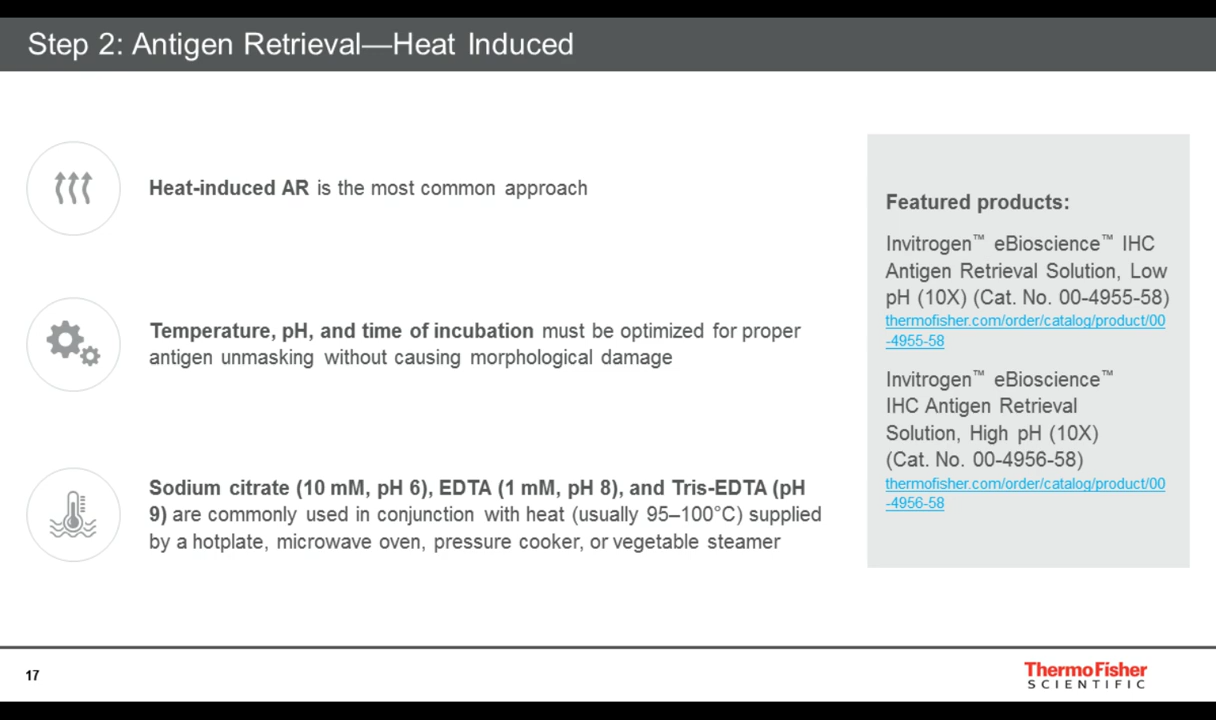 Step 2: Antigen Retrieval—Heat Induced
Heat-induced AR is the most common approach
Temperature, pH, and time of incubation must be optimized for proper
antigen unmasking without causing morphological damage
Sodium citrate (10 mM, pH 6), EDTA (1 mM, pH 8), and Tris-EDTA (pH
9) are commonly used in conjunction with heat (usually 95–100°C) supplied
by a hotplate, microwave oven, pressure cooker, or vegetable steamer
Featured products:
Invitrogen™ eBioscience™ IHC
Antigen Retrieval Solution, Low
pH (10X) (Cat. No. 00-4955-58)
thermofisher.com/order/catalog/product/00
-4955-58
Invitrogen™ eBioscience™
IHC Antigen Retrieval
Solution, High pH (10X)
(Cat. No. 00-4956-58)
thermofisher.com/order/catalog/product/00
-4956-58
17
ThermoFisher
SCIENTIFIC